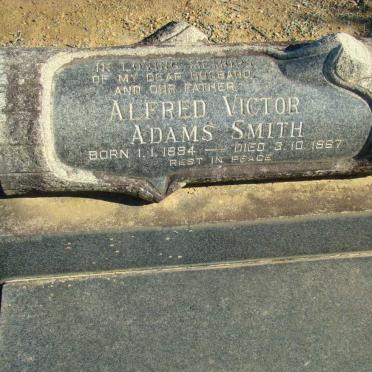 IN LOVING MEMORY
OF MY DEAR HUSBAND
AND OUR FATHER
ALFRED VICTOR
ADAMS SMITH
BORN 1.1.1894 — DIED 3.10.1967
REST IN PEACE